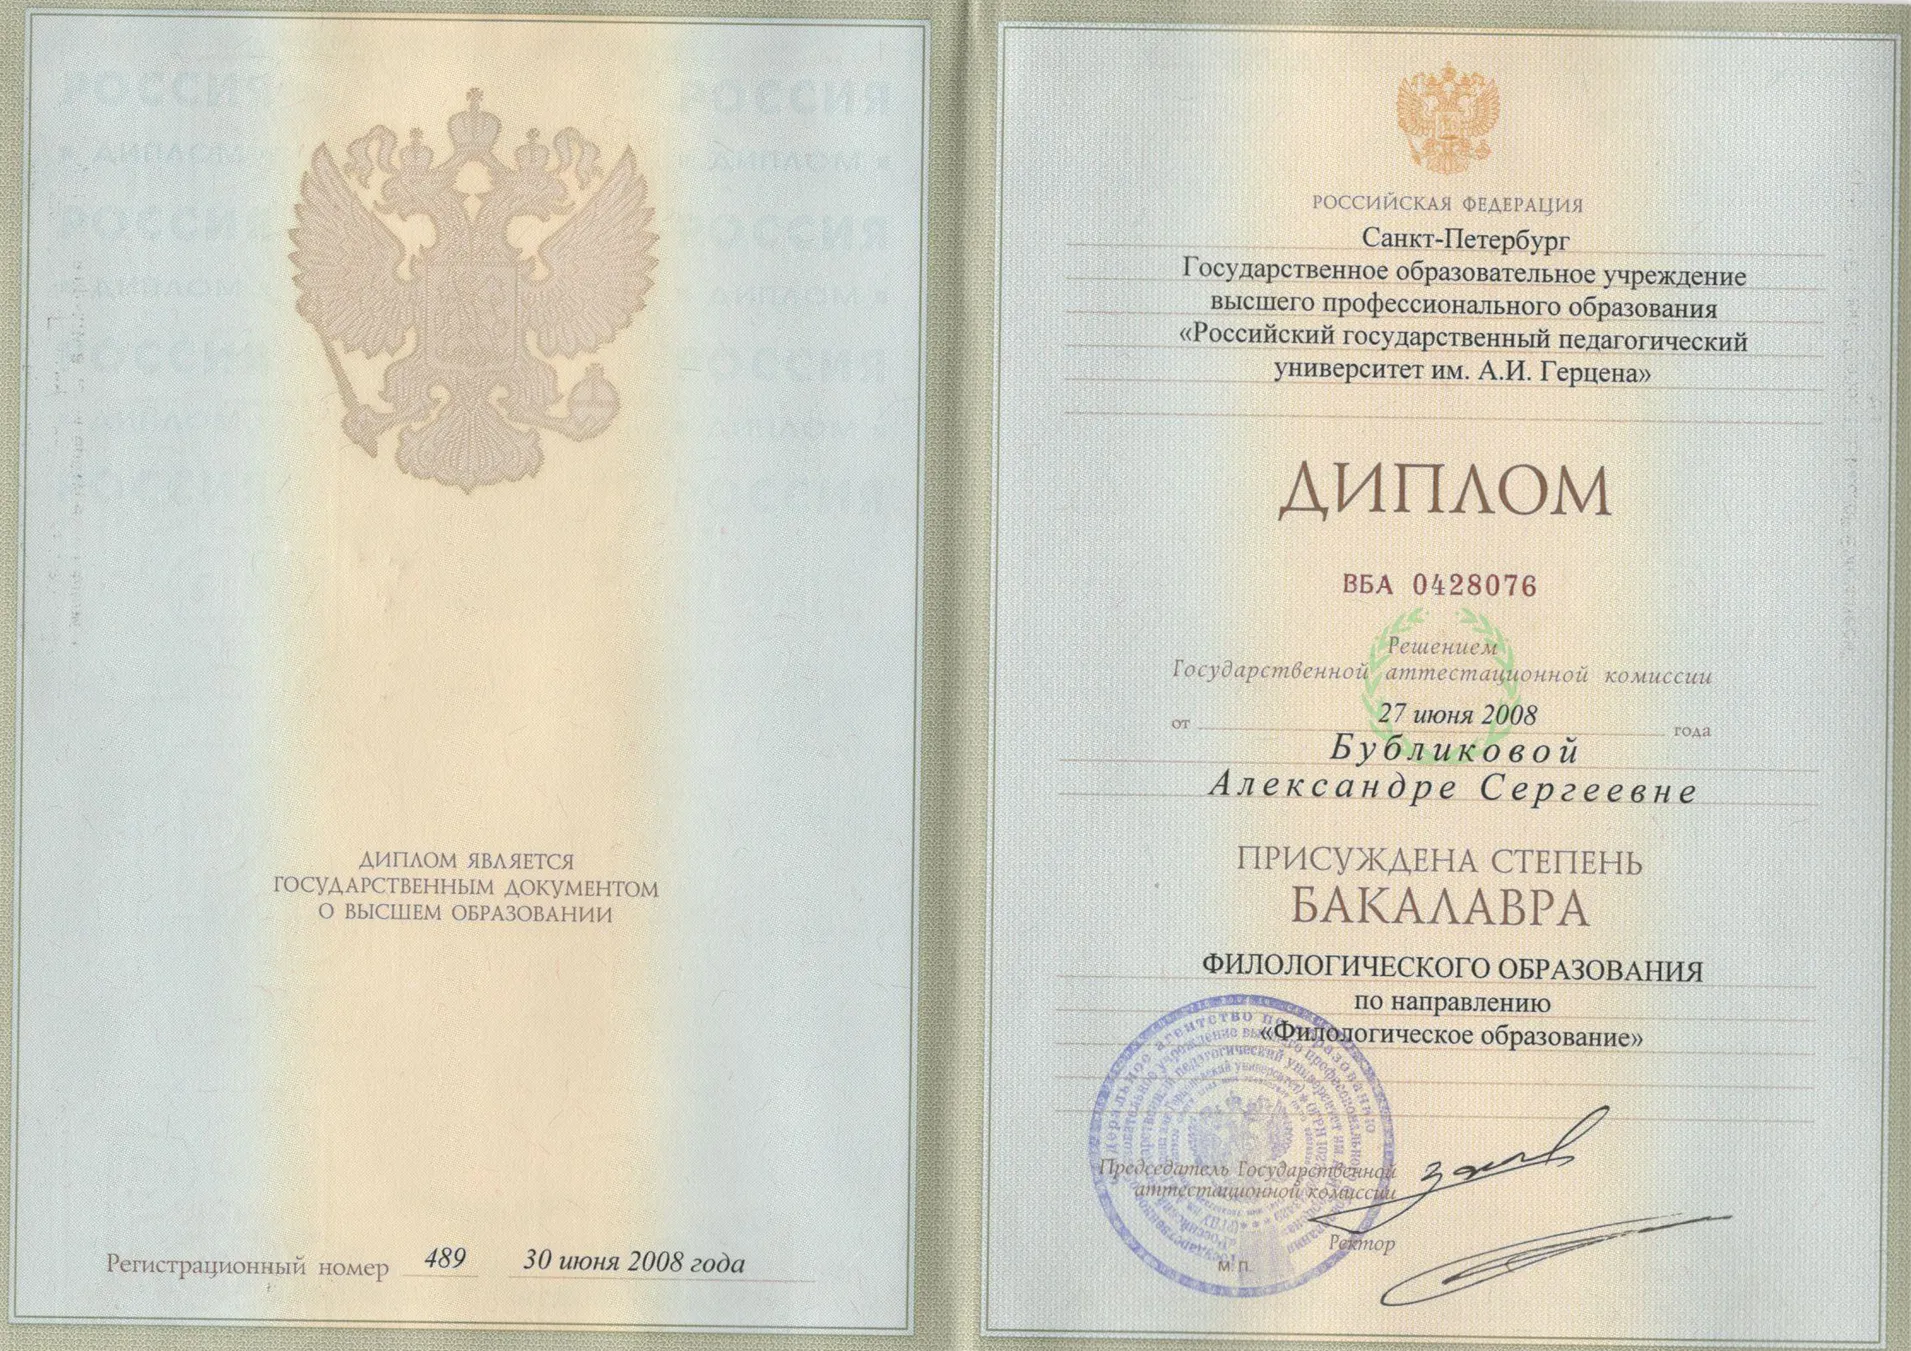 ДИПЛОМ ЯВЛЯЕТСЯ
ГОСУДАРСТВЕННЫМ ДОКУМЕНТОМ
О ВЫСШЕМ ОБРАЗОВАНИИ
Регистрационный номер 489 30 июня 2008 года
РОССИЙСКАЯ ФЕДЕРАЦИЯ
Санкт-Петербург
Государственное образовательное учреждение
высшего профессионального образования
«Российский государственный педагогический
университет им. А.И. Герцена»
ДИПЛОМ
ВБА 0428076
Решением
Государственной аттестационной комиссии
от 27 июня 2008 года
Бубликовой
Александре Сергеевне
ПРИСУЖДЕНА СТЕПЕНЬ
БАКАЛАВРА
ФИЛОЛОГИЧЕСКОГО ОБРАЗОВАНИЯ
по направлению
«Филологическое образование»
Председатель Государственной
аттестационной комиссии
Ректор
М.П.